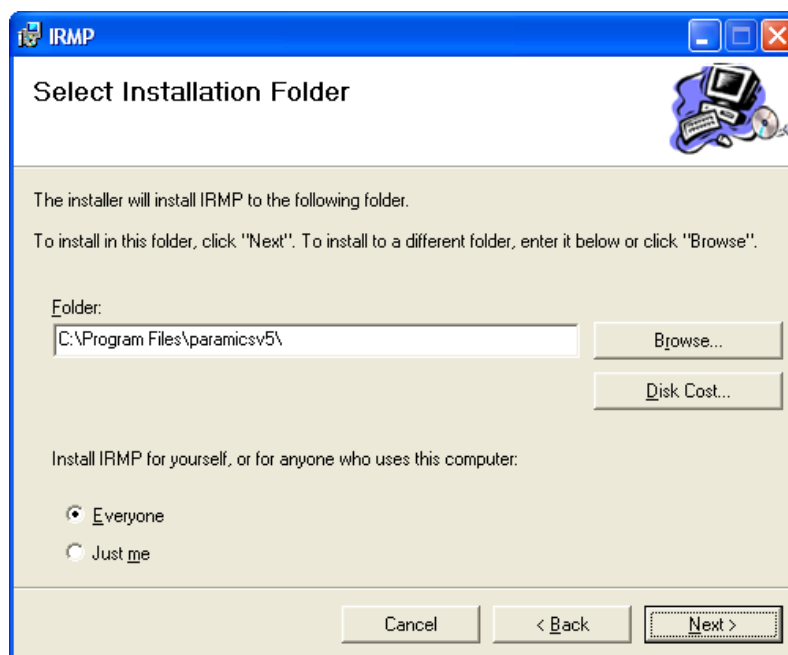 IRMP
Select Installation Folder
The installer will install IRMP to the following folder.
To install in this folder, click "Next". To install to a different folder, enter it below or click "Browse".
Folder:
C:\Program Files\paramicsv5\
Browse...
Disk Cost...
Install IRMP for yourself, or for anyone who uses this computer:
Everyone
Just me
Cancel
< Back
Next >